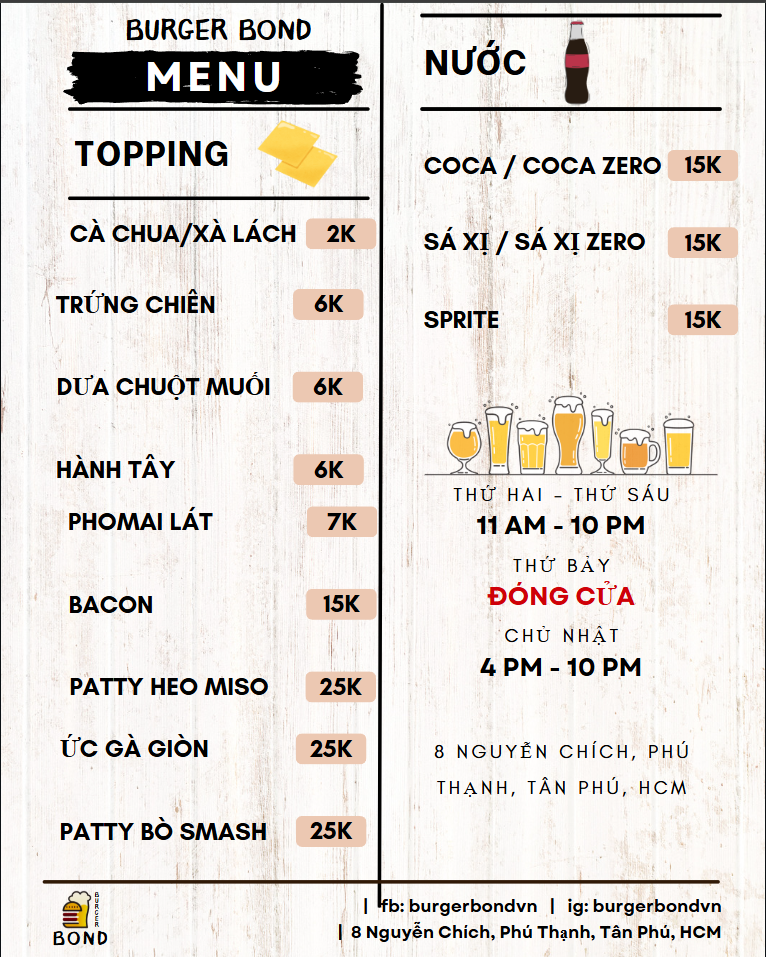 BURGER BOND
MENU
TOPPING
CÀ CHUA/XÀ LÁCH 2K
TRỨNG CHIÊN 6K
DƯA CHUỘT MUỐI 6K
HÀNH TÂY 6K
PHOMAI LÁT 7K
BACON 15K
PATTY HEO MISO 25K
ỨC GÀ GIÒN 25K
PATTY BÒ SMASH 25K
NƯỚC
COCA / COCA ZERO 15K
SÁ XỊ / SÁ XỊ ZERO 15K
SPRITE 15K
THỨ HAI - THỨ SÁU
11 AM - 10 PM
THỨ BẢY
ĐÓNG CỬA
CHỦ NHẬT
4 PM - 10 PM
8 NGUYỄN CHÍCH, PHÚ
THẠNH, TÂN PHÚ, HCM
BURGER
BOND
| fb: burgerbondvn | ig: burgerbondvn
| 8 Nguyễn Chích, Phú Thạnh, Tân Phú, HCM